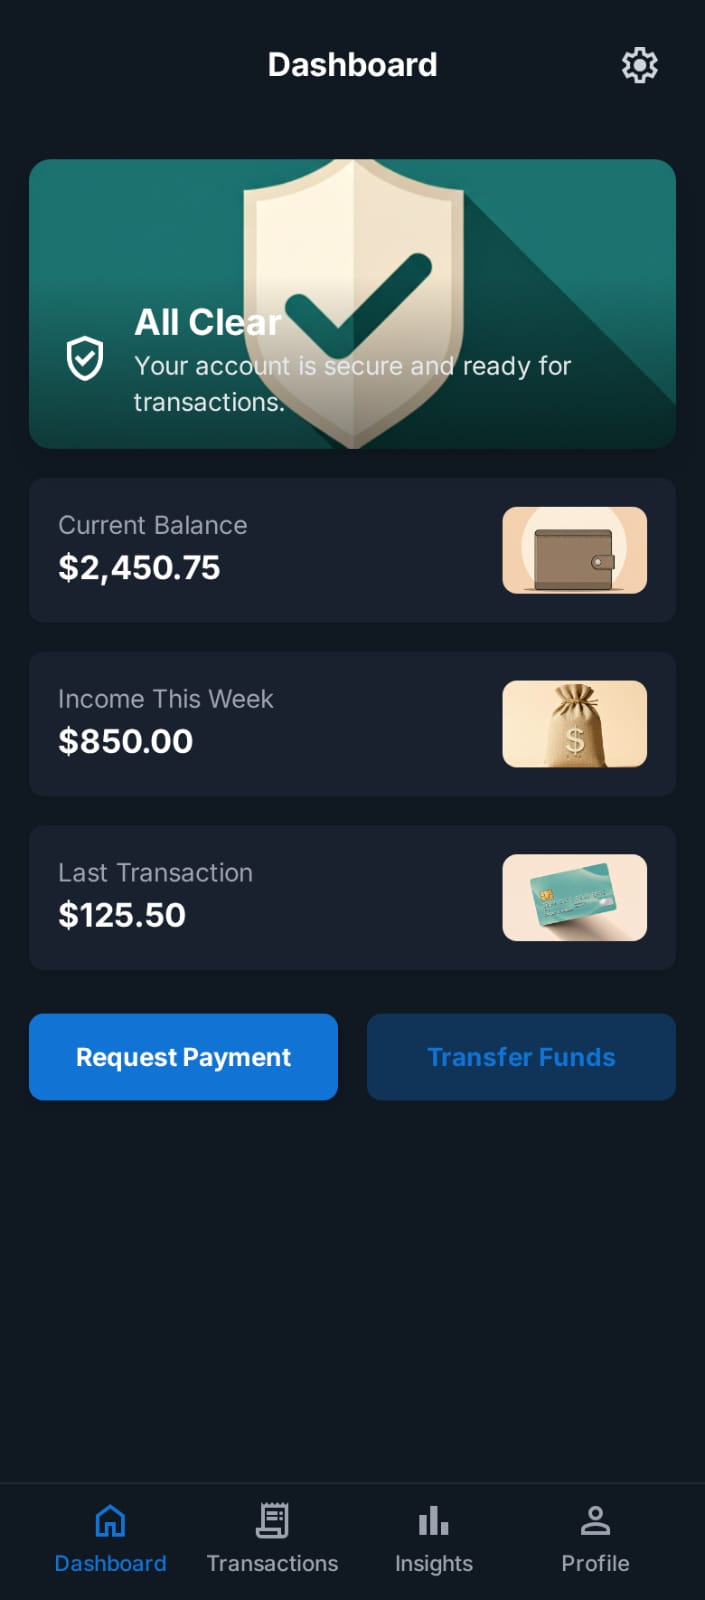 Dashboard
All Clear
Your account is secure and ready for
transactions.
Current Balance
$2,450.75
Income This Week
$850.00
$
Last Transaction
$125.50
Request Payment
Transfer Funds
Dashboard
Transactions
Insights
Profile